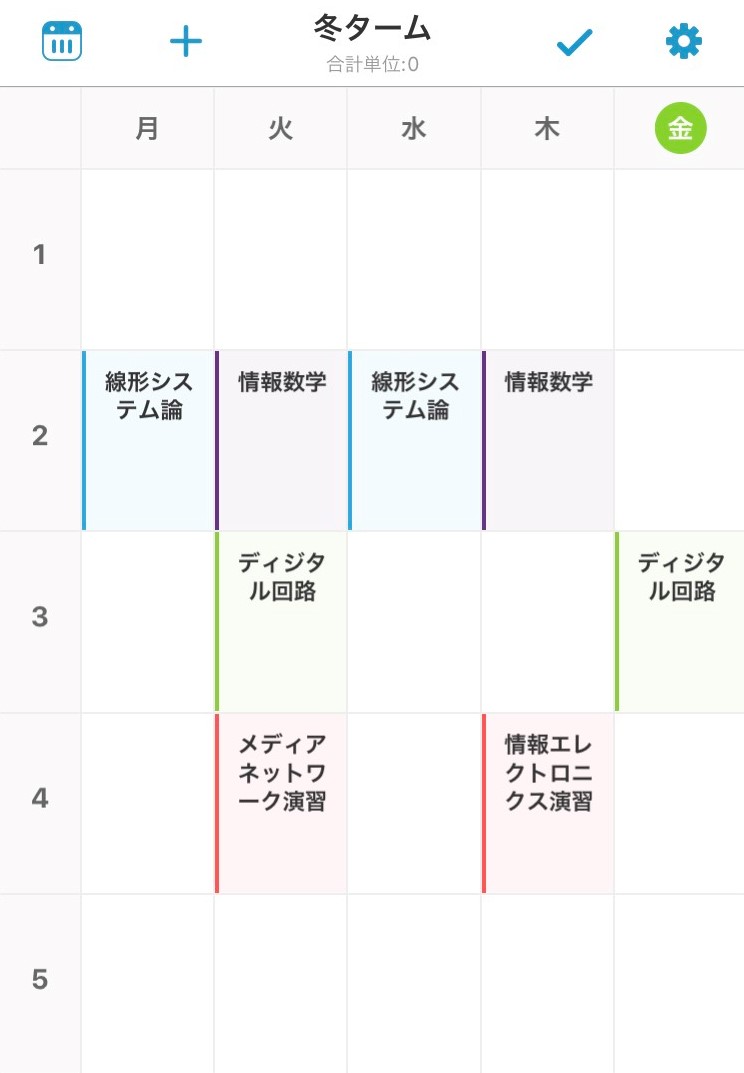 冬ターム
合計単位:0
月 火 水 木 金
1
2
線形シス
テム論
情報数学
線形シス
テム論
情報数学
3
ディジタ
ル回路
ディジタ
ル回路
4
メディア
ネットワ
ーク演習
情報エレ
クトロニ
クス演習
5